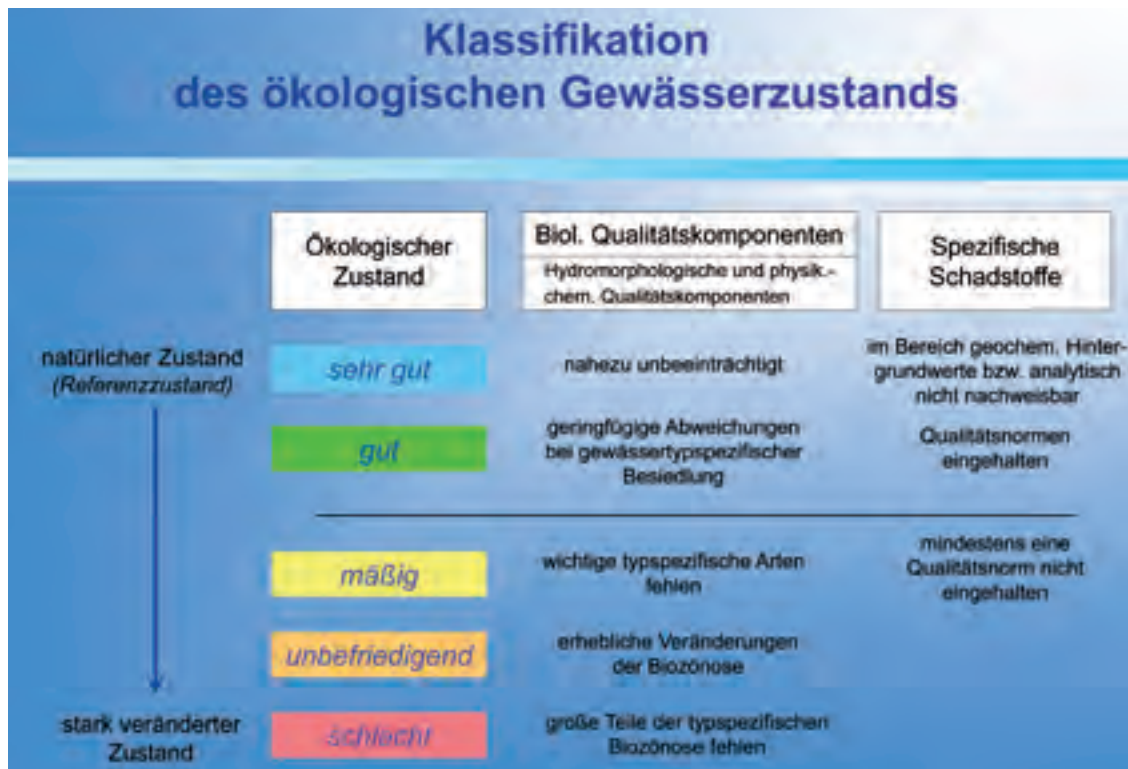 Klassifikation
des ökologischen Gewässerzustands
Ökologischer
Zustand
Biol. Qualitätskomponenten
Hydromorphologische und physik.-
chem. Qualitätskomponenten
Spezifische
Schadstoffe
natürlicher Zustand
(Referenzzustand)
sehr gut
nahezu unbeeinträchtigt
im Bereich geochem. Hinter-
grundwerte bzw. analytisch
nicht nachweisbar
gut
geringfügige Abweichungen
bei gewässertypspezifischer
Besiedlung
Qualitätsnormen
eingehalten
mäßig
wichtige typspezifische Arten
fehlen
mindestens eine
Qualitätsnorm nicht
eingehalten
unbefriedigend
erhebliche Veränderungen
der Biozönose
stark veränderter
Zustand
schlecht
große Teile der typspezifischen
Biozönose fehlen